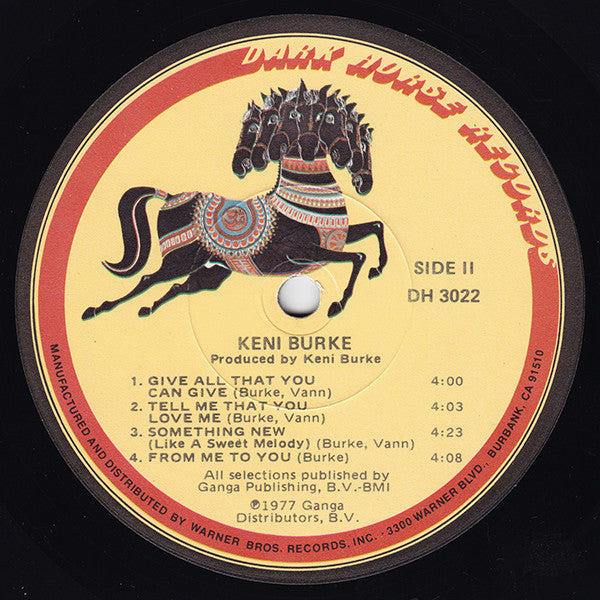 DARK HORSE RECORDS
SIDE II
DH 3022
KENI BURKE
Produced by Keni Burke
1. GIVE ALL THAT YOU
CAN GIVE (Burke, Vann) 4:00
2. TELL ME THAT YOU
LOVE ME (Burke, Vann) 4:03
3. SOMETHING NEW 4:23
(Like A Sweet Melody) (Burke, Vann)
4. FROM ME TO YOU (Burke) 4:08
All selections published by
Ganga Publishing, B.V.-BMI
℗1977 Ganga
Distributors, B.V.
MANUFACTURED AND DISTRIBUTED BY WARNER BROS. RECORDS, INC. · 3300 WARNER BLVD., BURBANK, CA 91510